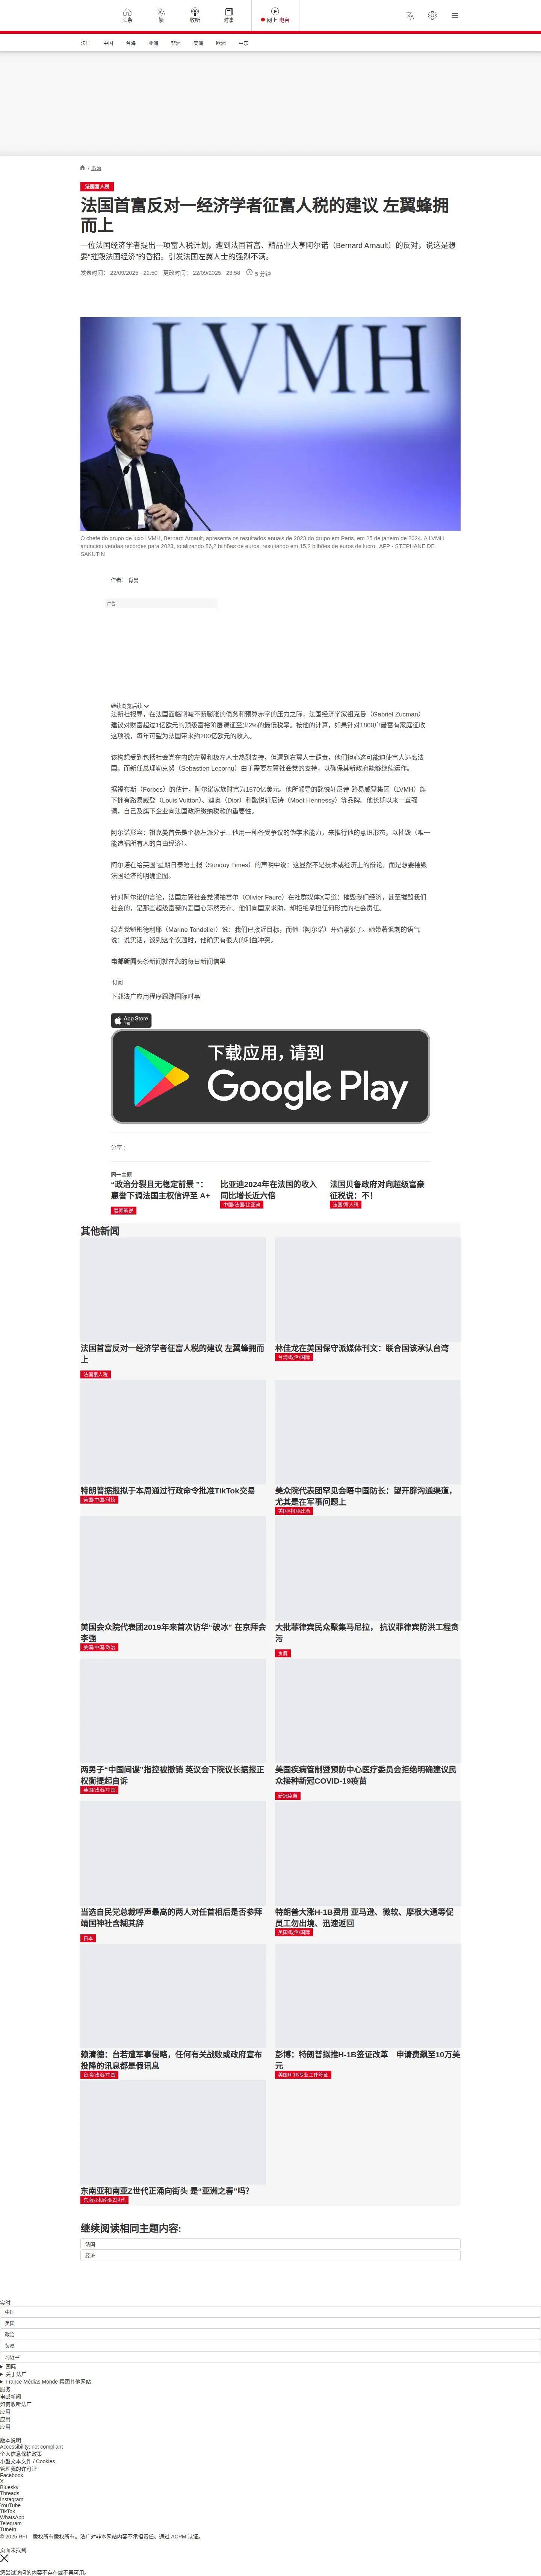 头条
繁
收听
时事
网上 电台
法国 中国 台海 亚洲 非洲 美洲 欧洲 中东
/ 政治
法国富人税
法国首富反对一经济学者征富人税的建议 左翼蜂拥
而上
一位法国经济学者提出一项富人税计划，遭到法国首富、精品业大亨阿尔诺（Bernard Arnault）的反对，说这是想
要“摧毁法国经济”的昏招。引发法国左翼人士的强烈不满。
发表时间： 22/09/2025 - 22:50 更改时间： 22/09/2025 - 23:58 5 分钟
LVMH
LVMH
O chefe do grupo de luxo LVMH, Bernard Arnault, apresenta os resultados anuais de 2023 do grupo em Paris, em 25 de janeiro de 2024. A LVMH
anunciou vendas recordes para 2023, totalizando 86,2 bilhões de euros, resultando em 15,2 bilhões de euros de lucro. AFP - STEPHANE DE
SAKUTIN
作者： 肖曼
广告
继续浏览后续
法新社报导，在法国面临削减不断膨胀的债务和预算赤字的压力之际，法国经济学家祖克曼（Gabriel Zucman）
建议对财富超过1亿欧元的顶级富裕阶层课征至少2%的最低税率。按他的计算，如果针对1800户最富有家庭征收
这项税，每年可望为法国带来约200亿欧元的收入。
该构想受到包括社会党在内的左翼和极左人士热烈支持，但遭到右翼人士谴责，他们担心这可能迫使富人逃离法
国。而新任总理勒克努（Sebastien Lecornu）由于需要左翼社会党的支持，以确保其新政府能够继续运作。
据福布斯（Forbes）的估计，阿尔诺家族财富为1570亿美元。他所领导的酩悦轩尼诗-路易威登集团（LVMH）旗
下拥有路易威登（Louis Vuitton）、迪奥（Dior）和酩悦轩尼诗（Moet Hennessy）等品牌。他长期以来一直强
调，自己及旗下企业向法国政府缴纳税款的重要性。
阿尔诺形容：祖克曼首先是个极左派分子…他用一种备受争议的伪学术能力，来推行他的意识形态，以摧毁（唯一
能造福所有人的自由经济）。
阿尔诺在给英国“星期日泰晤士报”（Sunday Times）的声明中说：这显然不是技术或经济上的辩论，而是想要摧毁
法国经济的明确企图。
针对阿尔诺的言论，法国左翼社会党领袖富尔（Olivier Faure）在社群媒体X写道：摧毁我们经济，甚至摧毁我们
社会的，是那些超级富豪的爱国心荡然无存。他们向国家求助，却拒绝承担任何形式的社会责任。
绿党党魁彤德利耶（Marine Tondelier）说：我们已接近目标，而他（阿尔诺）开始紧张了。她带著讽刺的语气
说：说实话，谈到这个议题时，他确实有很大的利益冲突。
电邮新闻头条新闻就在您的每日新闻信里
订阅
下载法广应用程序跟踪国际时事
App Store
下载
下载应用，请到
Google Play
分享 :
同一主题
“政治分裂且无稳定前景 ”：
惠誉下调法国主权信评至 A+
要闻解说
比亚迪2024年在法国的收入
同比增长近六倍
中国/法国/比亚迪
法国贝鲁政府对向超级富豪
征税说：不！
法国/富人税
其他新闻
法国首富反对一经济学者征富人税的建议 左翼蜂拥而
上
法国富人税
林佳龙在美国保守派媒体刊文：联合国该承认台湾
台湾/政治/国际
特朗普据报拟于本周通过行政命令批准TikTok交易
美国/中国/科技
美众院代表团罕见会晤中国防长：望开辟沟通渠道，
尤其是在军事问题上
美国/中国/政治
美国会众院代表团2019年来首次访华“破冰” 在京拜会
李强
美国/中国/政治
大批菲律宾民众聚集马尼拉， 抗议菲律宾防洪工程贪
污
贪腐
两男子“中国间谍”指控被撤销 英议会下院议长据报正
权衡提起自诉
英国/政治/中国
美国疾病管制暨预防中心医疗委员会拒绝明确建议民
众接种新冠COVID-19疫苗
新冠疫苗
当选自民党总裁呼声最高的两人对任首相后是否参拜
靖国神社含糊其辞
日本
特朗普大涨H-1B费用 亚马逊、微软、摩根大通等促
员工勿出境、迅速返回
美国/政治/国际
赖清德：台若遭军事侵略，任何有关战败或政府宣布
投降的讯息都是假讯息
台湾/政治/中国
彭博：特朗普拟推H-1B签证改革 申请费飙至10万美
元
美国H-1B专业工作签证
东南亚和南亚Z世代正涌向街头 是“亚洲之春”吗？
东南亚和南亚Z世代
继续阅读相同主题内容:
法国
经济
实时
中国
美国
政治
贸易
习近平
国际
关于法广
France Médias Monde 集团其他网站
服务
电邮新闻
如何收听法广
应用
应用
应用
版本说明
Accessibility: not compliant
个人信息保护政策
小型文本文件 / Cookies
管理我的许可证
Facebook
X
Bluesky
Threads
Instagram
YouTube
TikTok
WhatsApp
Telegram
TuneIn
© 2025 RFI – 版权所有版权所有。法广对非本网站内容不承担责任。通过 ACPM 认证。
页面未找到
您尝试访问的内容不存在或不再可用。